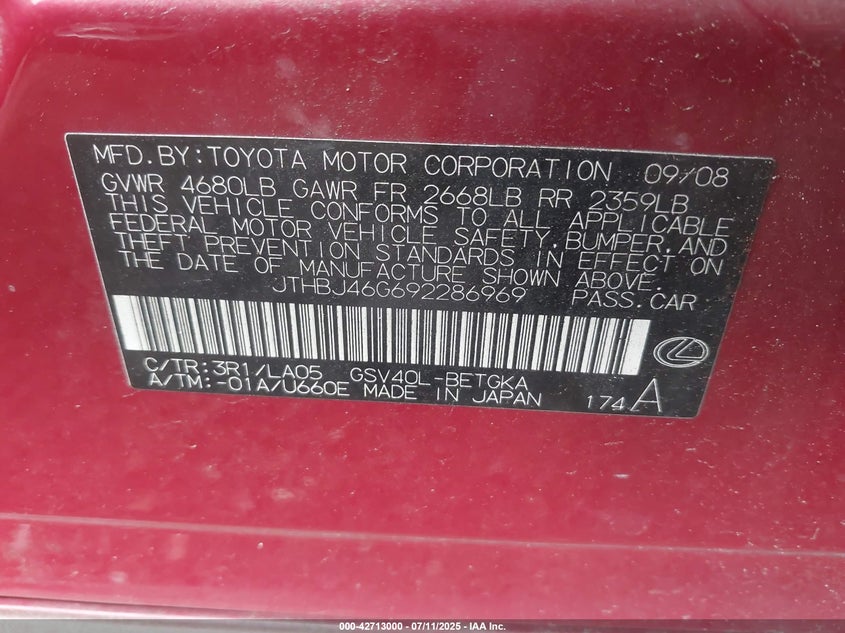 MFD.BY:TOYOTA MOTOR CORPORATION 09/08
GVWR 4680LB GAWR FR 2668LB RR 2359LB
THIS VEHICLE CONFORMS TO ALL APPLICABLE
FEDERAL MOTOR VEHICLE SAFETY,BUMPER,AND
THEFT PREVENTION STANDARDS IN EFFECT ON
THE DATE OF MANUFACTURE SHOWN ABOVE.
JTHBJ46G692286969 PASS.CAR
C/TR:3R1/LA05 GSV40L-BETGKA
A/TM:-01A/U660E MADE IN JAPAN
174 A
000-42713000 - 07/11/2025 - IAA Inc.